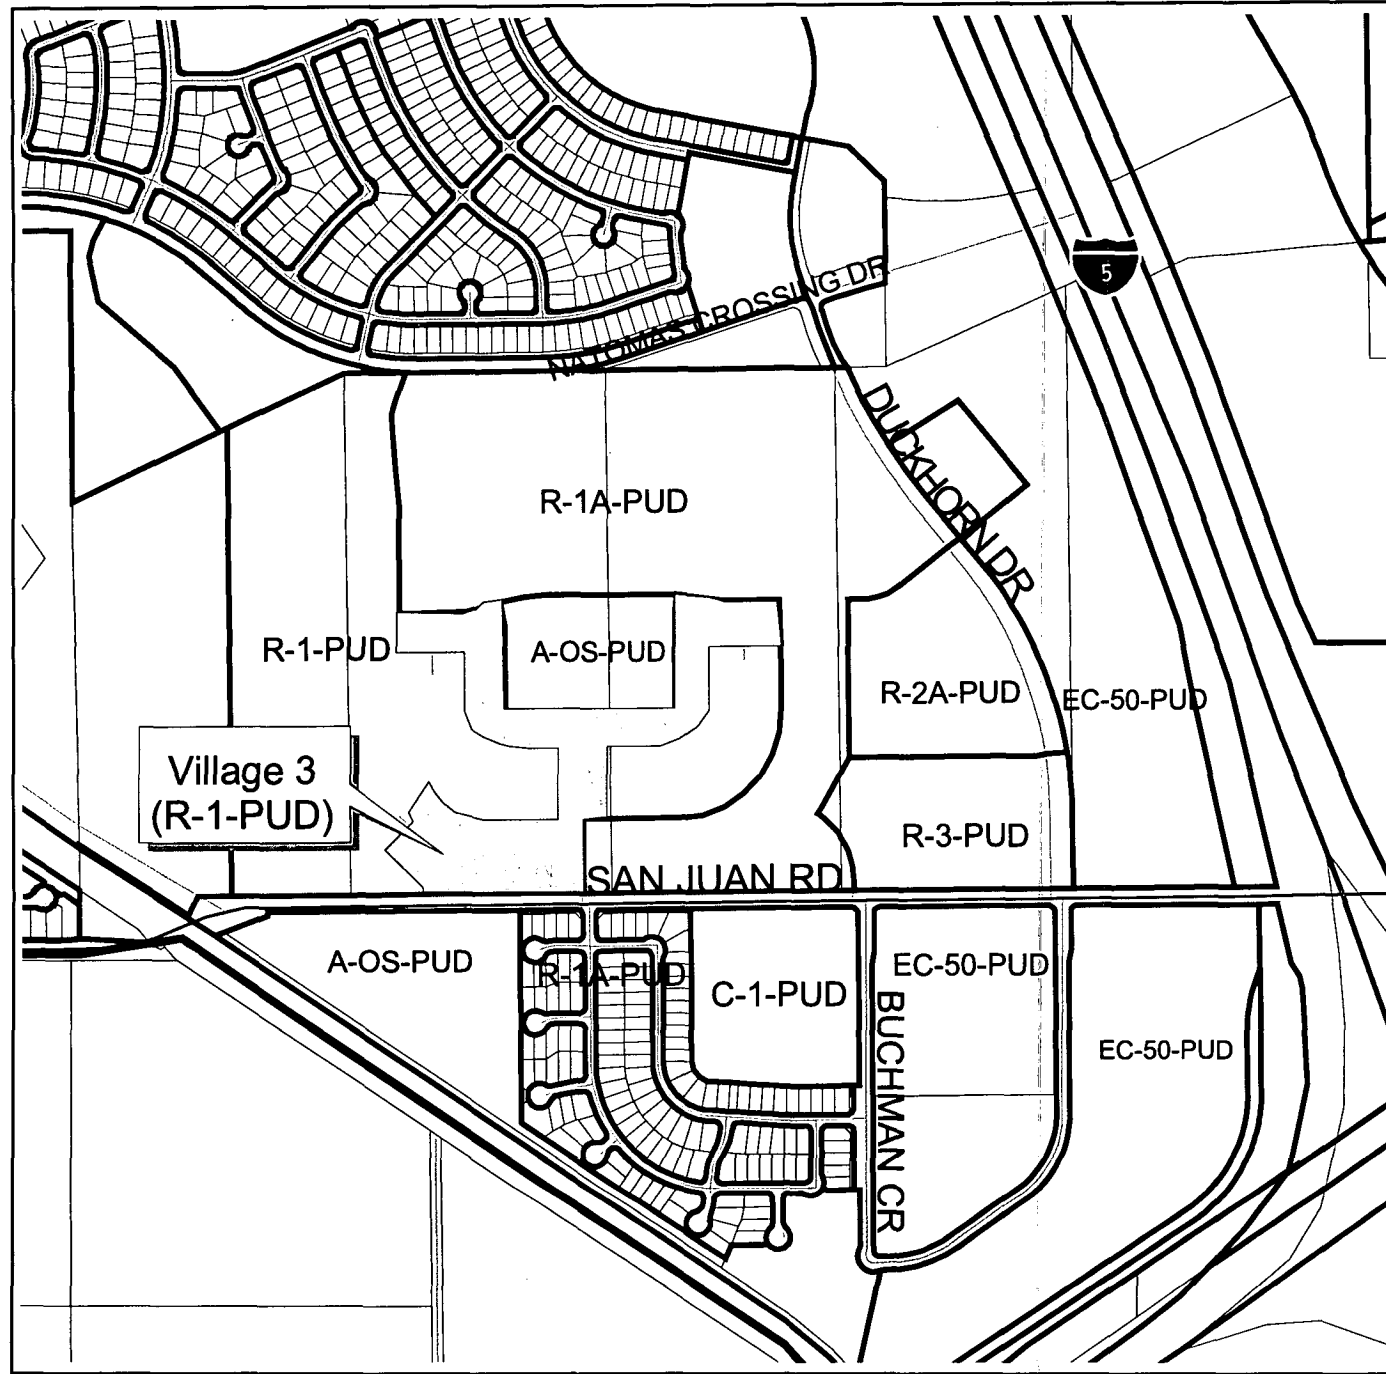 5
NATOMAS CROSSING DR
DUCKHORN DR
R-1A-PUD
R-1-PUD
A-OS-PUD
R-2A-PUD
EC-50-PUD
Village 3
(R-1-PUD)
R-3-PUD
SAN JUAN RD
A-OS-PUD
R-1A-PUD
C-1-PUD
EC-50-PUD
BUCHMAN CR
EC-50-PUD